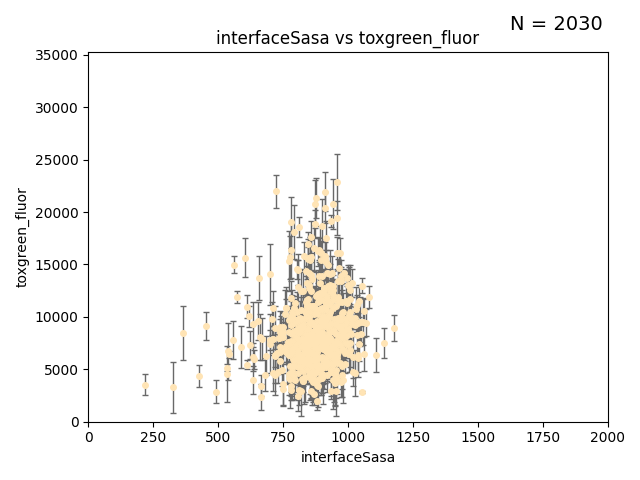 N = 2030
interfaceSasa vs toxgreen_fluor
35000
30000
25000
20000
15000
10000
5000
0
toxgreen_fluor
0 250 500 750 1000 1250 1500 1750 2000
interfaceSasa